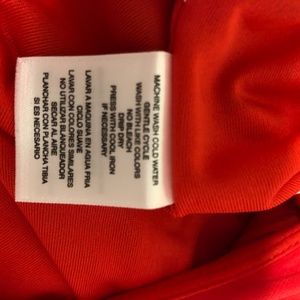 MACHINE WASH COLD WATER
GENTLE CYCLE
WASH WITH LIKE COLORS
NO BLEACH
DRIP DRY
PRESS WITH COOL IRON
IF NECESSARY
LAVAR A MAQUINA EN AGUA FRIA
CICLO SUAVE
LAVAR CON COLORES SIMILARES
NO UTILIZAR BLANQUEADOR
SECAR AL AIRE
PLANCHAR CON PLANCHA TIBIA
SI ES NECESARIO